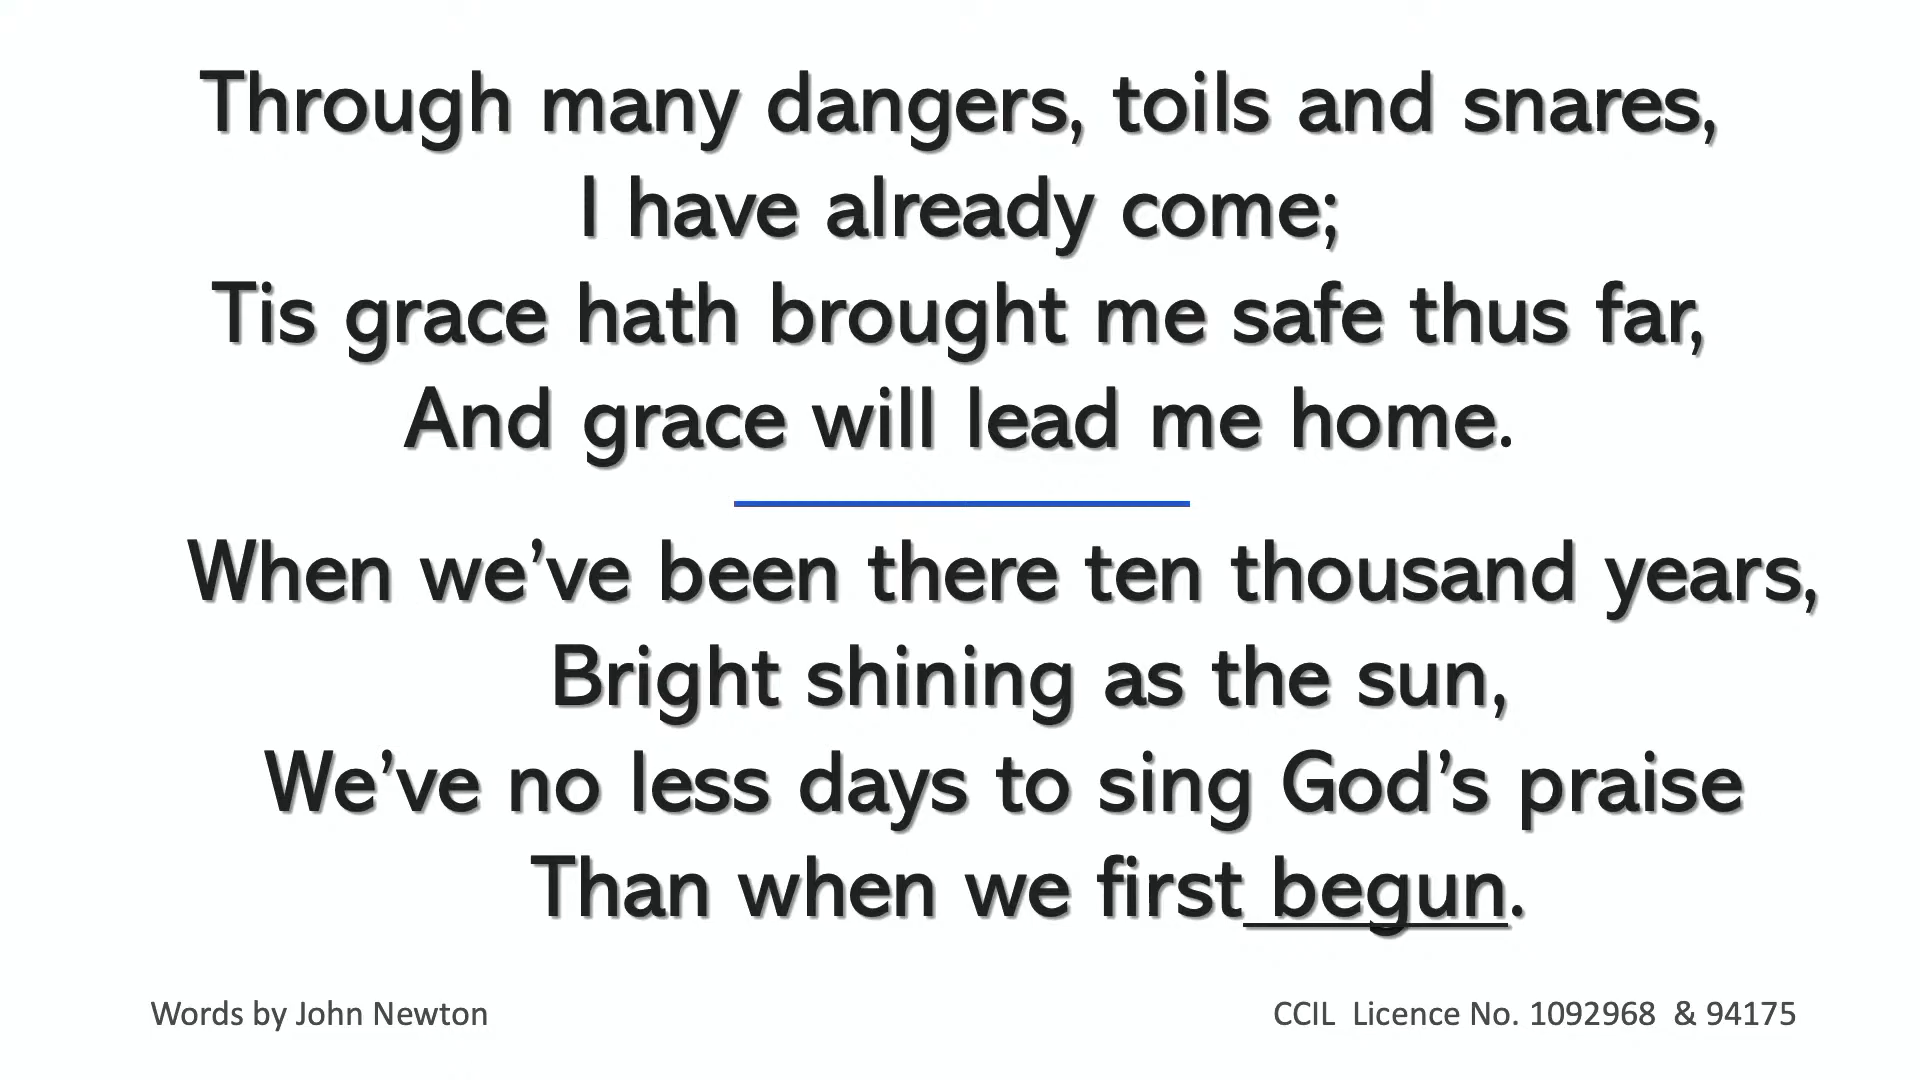 Through many dangers, toils and snares,
I have already come;
Tis grace hath brought me safe thus far,
And grace will lead me home.
When we’ve been there ten thousand years,
Bright shining as the sun,
We’ve no less days to sing God’s praise
Than when we first begun.
Words by John Newton
CCIL Licence No. 1092968 & 94175